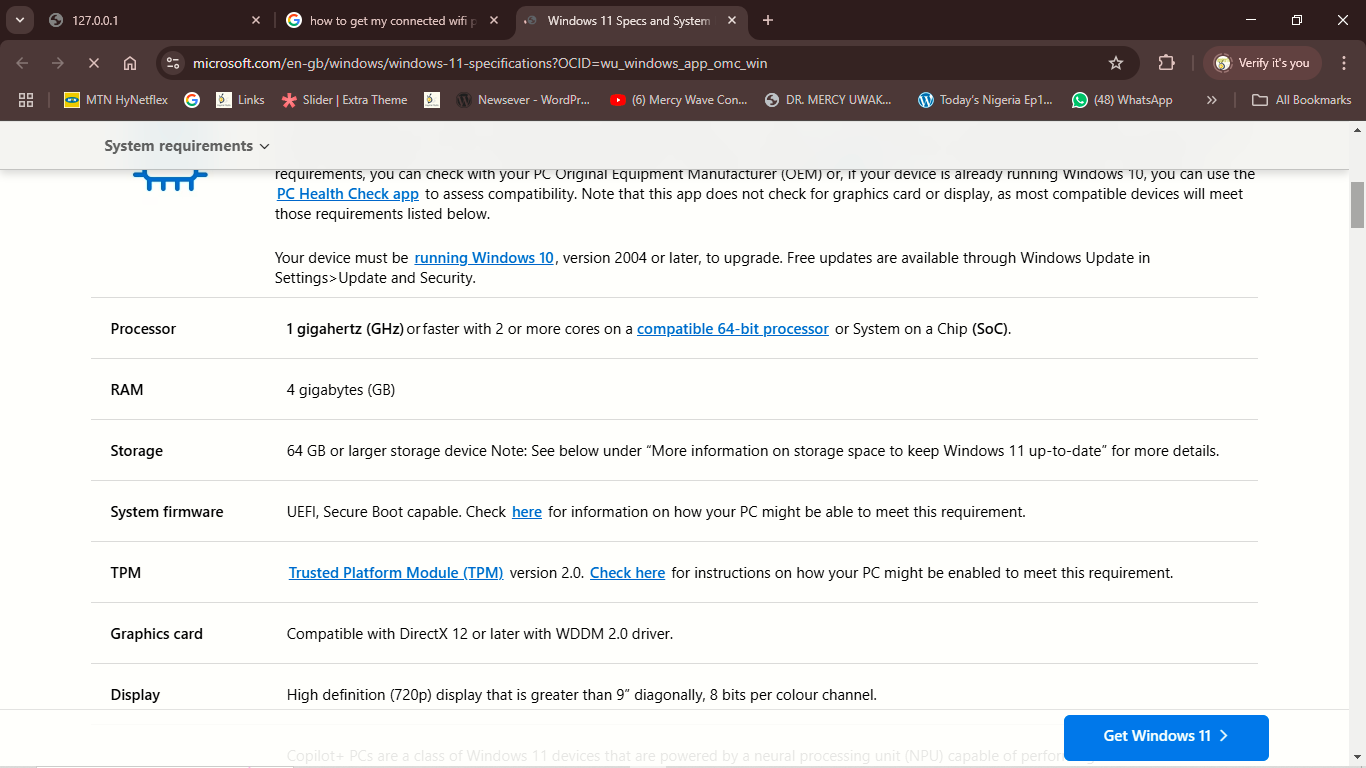 127.0.0.1
how to get my connected wifi p
Windows 11 Specs and System
microsoft.com/en-gb/windows/windows-11-specifications?OCID=wu_windows_app_omc_win
Verify it's you
MTN HyNetflex
Links
Slider | Extra Theme
Newsever - WordPr...
(6) Mercy Wave Con...
DR. MERCY UWAK...
Today's Nigeria Ep1...
(48) WhatsApp
»
All Bookmarks
System requirements
requirements, you can check with your PC Original Equipment Manufacturer (OEM) or, if your device is already running Windows 10, you can use the
PC Health Check app to assess compatibility. Note that this app does not check for graphics card or display, as most compatible devices will meet
those requirements listed below.
Your device must be running Windows 10, version 2004 or later, to upgrade. Free updates are available through Windows Update in
Settings>Update and Security.
Processor 1 gigahertz (GHz) or faster with 2 or more cores on a compatible 64-bit processor or System on a Chip (SoC).
RAM 4 gigabytes (GB)
Storage 64 GB or larger storage device Note: See below under “More information on storage space to keep Windows 11 up-to-date” for more details.
System firmware UEFI, Secure Boot capable. Check here for information on how your PC might be able to meet this requirement.
TPM Trusted Platform Module (TPM) version 2.0. Check here for instructions on how your PC might be enabled to meet this requirement.
Graphics card Compatible with DirectX 12 or later with WDDM 2.0 driver.
Display High definition (720p) display that is greater than 9” diagonally, 8 bits per colour channel.
Get Windows 11
Copilot+ PCs are a class of Windows 11 devices that are powered by a neural processing unit (NPU) capable of